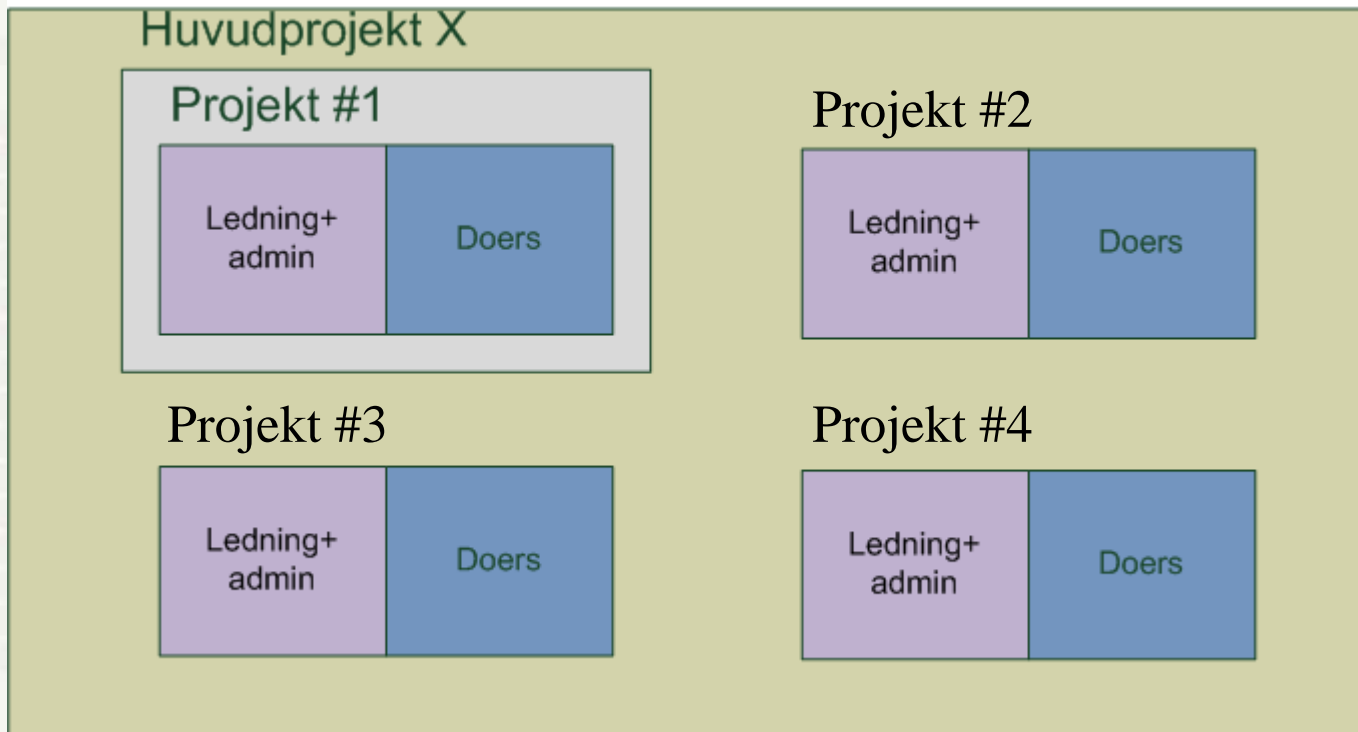 Huvudprojekt X
Projekt #1
Ledning+
admin
Doers
Projekt #2
Ledning+
admin
Doers
Projekt #3
Ledning+
admin
Doers
Projekt #4
Ledning+
admin
Doers